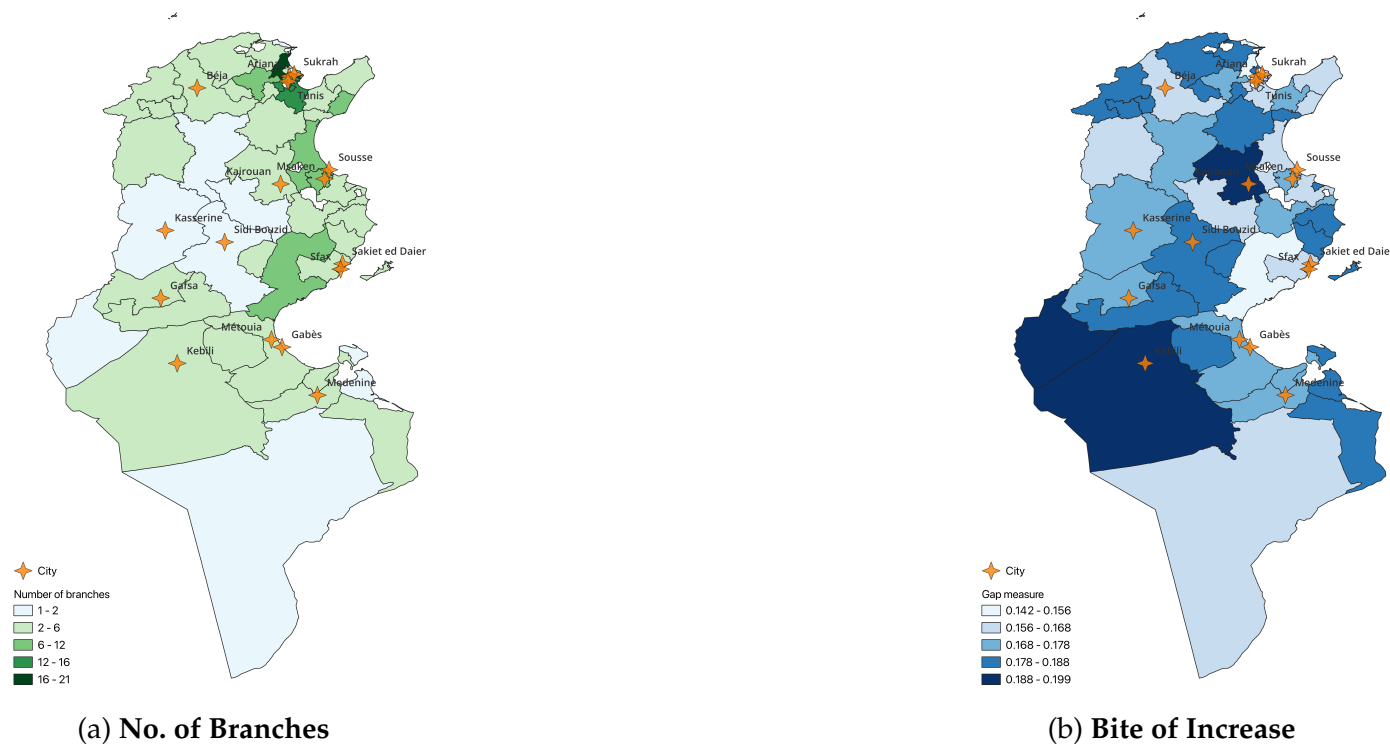 Ariana
Sukrah
Béja
Tunis
Sousse
Msaken
Kairouan
Kasserine
Sidi Bouzid
Sakiet ed Daier
Sfax
Gafsa
Métouia
Gabès
Kebili
Medenine
City
Number of branches
1 - 2
2 - 6
6 - 12
12 - 16
16 - 21
(a) No. of Branches
Ariana
Sukrah
Béja
Tunis
Sousse
Kasserine
Sidi Bouzid
Sakiet ed Daie
Sfax
Gafsa
Métouia
Gabès
Kebili
Medenine
City
Gap measure
0.142 - 0.156
0.156 - 0.168
0.168 - 0.178
0.178 - 0.188
0.188 - 0.199
(b) Bite of Increase